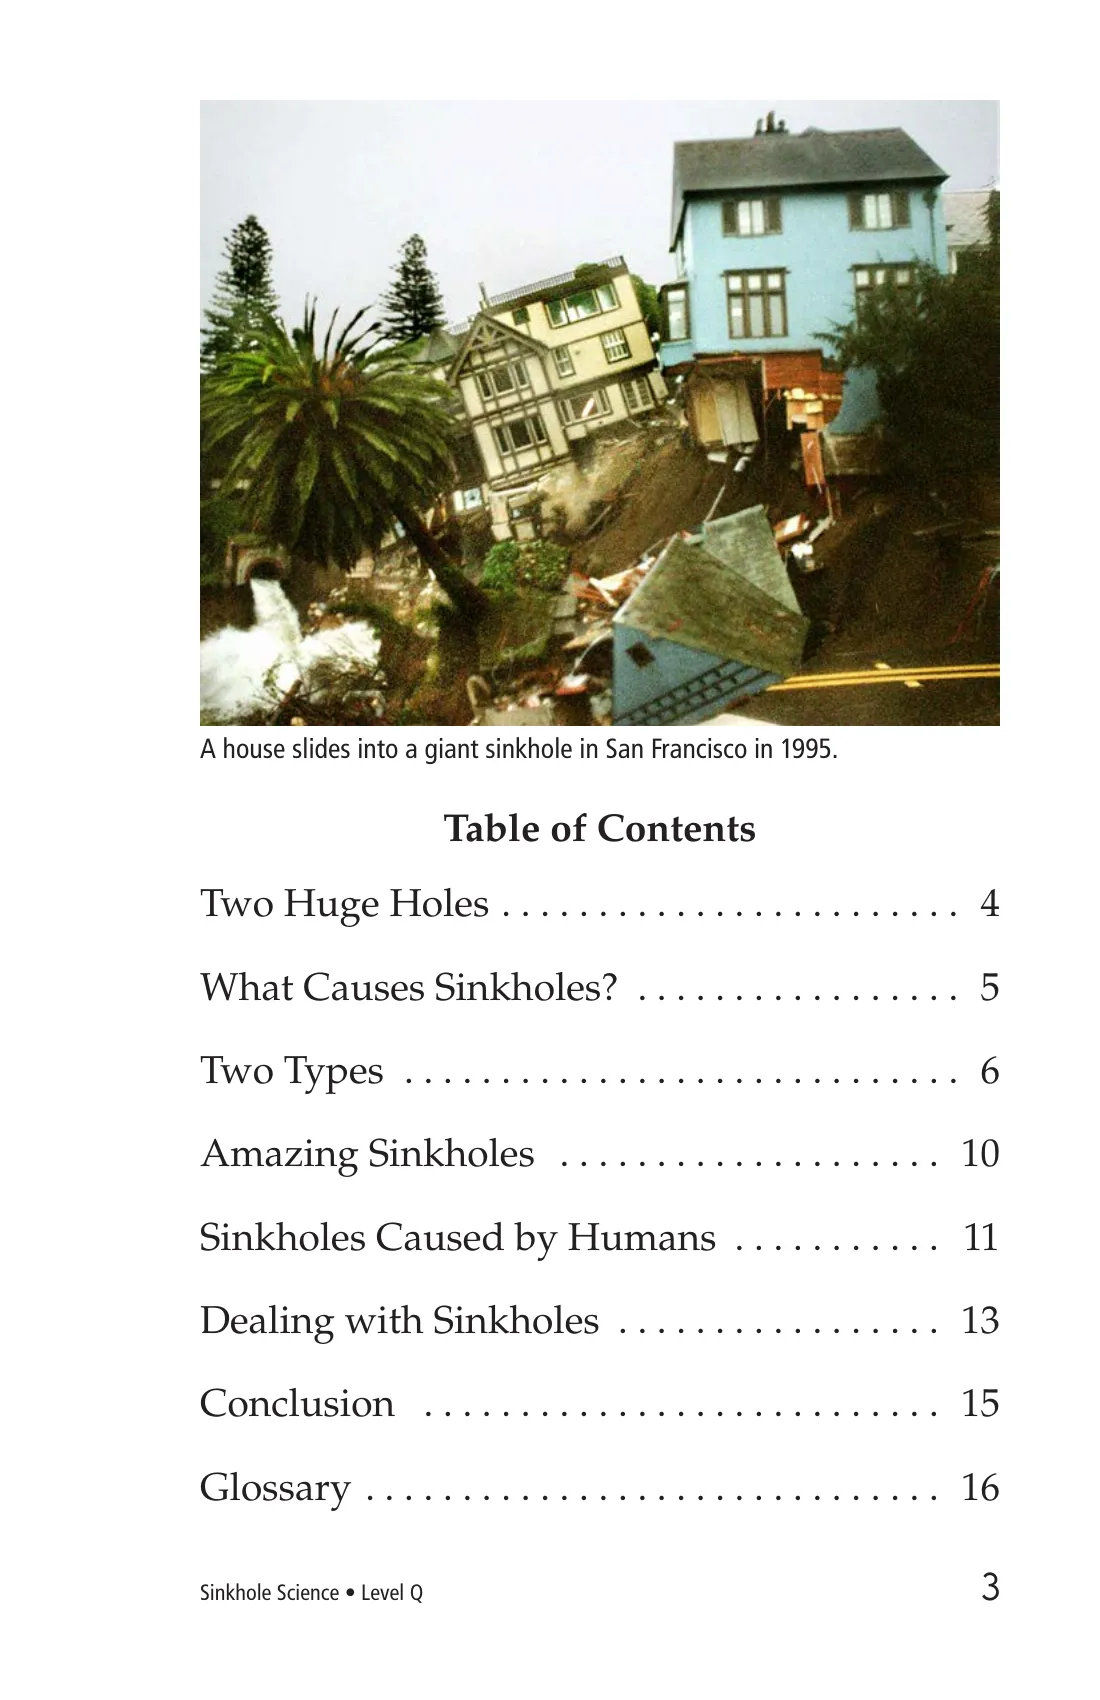 A house slides into a giant sinkhole in San Francisco in 1995.
Table of Contents
Two Huge Holes . . . . . . . . . . . . . . . . . . . . . . . . 4
What Causes Sinkholes? . . . . . . . . . . . . . . . . . 5
Two Types . . . . . . . . . . . . . . . . . . . . . . . . . . . . . 6
Amazing Sinkholes . . . . . . . . . . . . . . . . . . . . 10
Sinkholes Caused by Humans . . . . . . . . . . . 11
Dealing with Sinkholes . . . . . . . . . . . . . . . . . 13
Conclusion . . . . . . . . . . . . . . . . . . . . . . . . . . . 15
Glossary . . . . . . . . . . . . . . . . . . . . . . . . . . . . . . 16
Sinkhole Science • Level Q 3